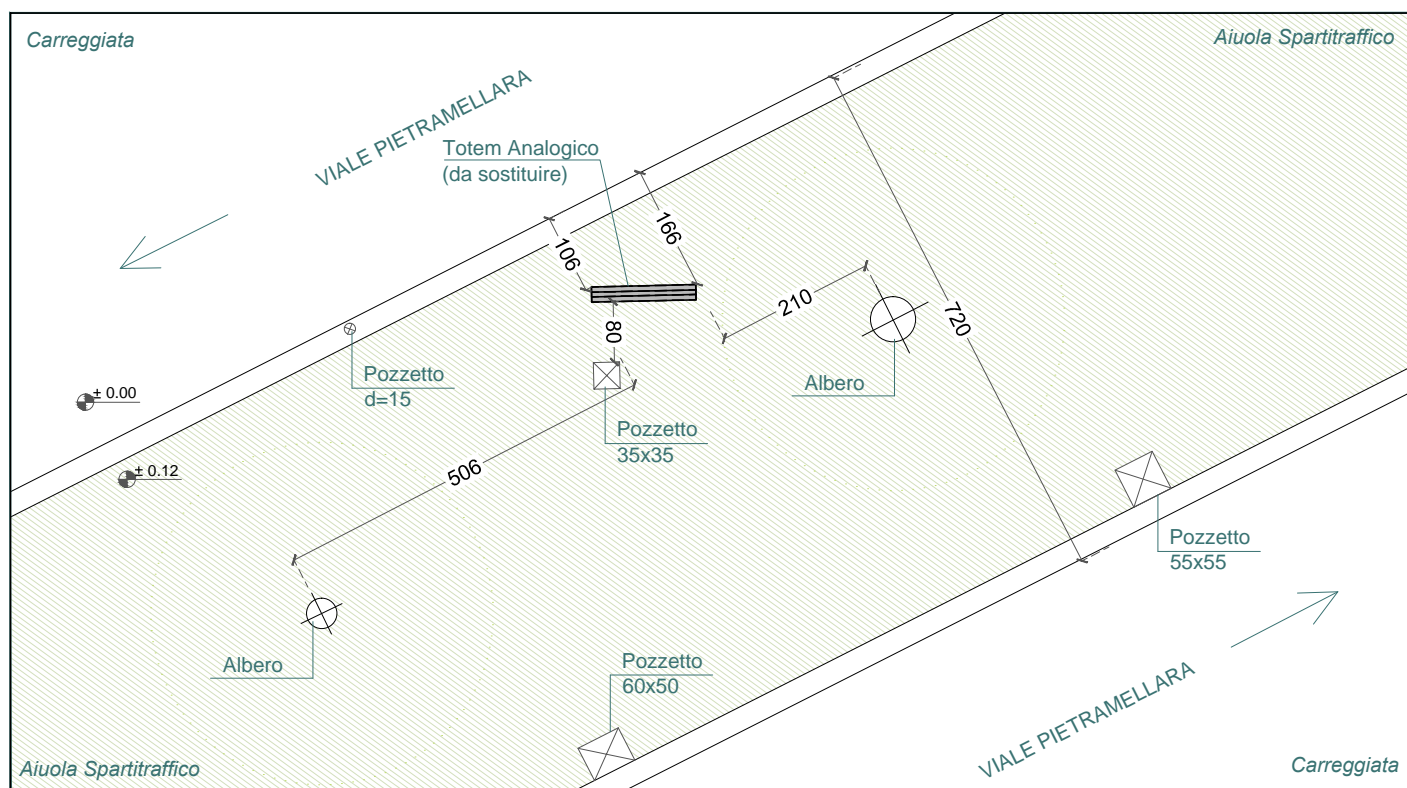 Carreggiata
Aiuola Spartitraffico
VIALE PIETRAMELLARA
Totem Analogico
(da sostituire)
106
166
210
720
80
Pozzetto
d=15
Albero
± 0.00
Pozzetto
35x35
506
± 0.12
Pozzetto
55x55
Albero
Pozzetto
60x50
VIALE PIETRAMELLARA
Aiuola Spartitraffico
Carreggiata